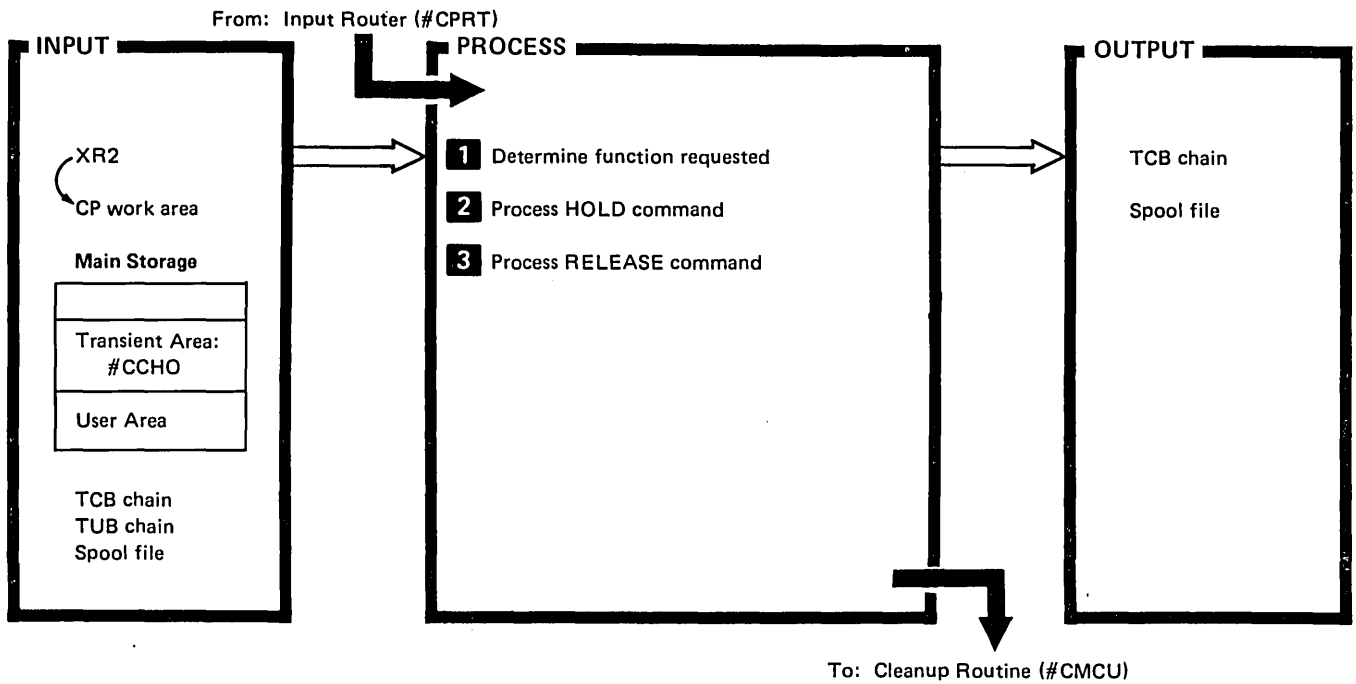 From: Input Router (#CPRT)
INPUT
XR2
CP work area
Main Storage
Transient Area:
#CCHO
User Area
TCB chain
TUB chain
Spool file
PROCESS
1 Determine function requested
2 Process HOLD command
3 Process RELEASE command
OUTPUT
TCB chain
Spool file
To: Cleanup Routine (#CMCU)